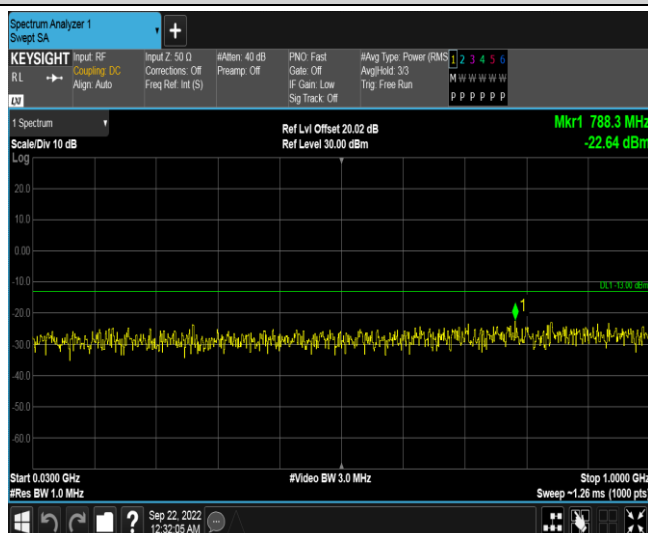 Spectrum Analyzer 1
Swept SA
+
KEYSIGHT
RL
LXI
Input: RF
Coupling: DC
Align: Auto
Input Z: 50 Ω
Corrections: Off
Freq Ref: Int (S)
#Atten: 40 dB
Preamp: Off
PNO: Fast
Gate: Off
IF Gain: Low
Sig Track: Off
#Avg Type: Power (RMS
Avg|Hold: 3/3
Trig: Free Run
1 2 3 4 5 6
M W W W W W
P P P P P P
1 Spectrum
Scale/Div 10 dB
Log
Ref Lvl Offset 20.02 dB
Ref Level 30.00 dBm
Mkr1 788.3 MHz
-22.64 dBm
20.0
10.0
0.00
-10.0
DL1 -13.00 dBm
1
-20.0
-30.0
-40.0
-50.0
-60.0
Start 0.0300 GHz
#Res BW 1.0 MHz
#Video BW 3.0 MHz
Stop 1.0000 GHz
Sweep ~1.26 ms (1000 pts)
?
Sep 22, 2022
12:32:05 AM